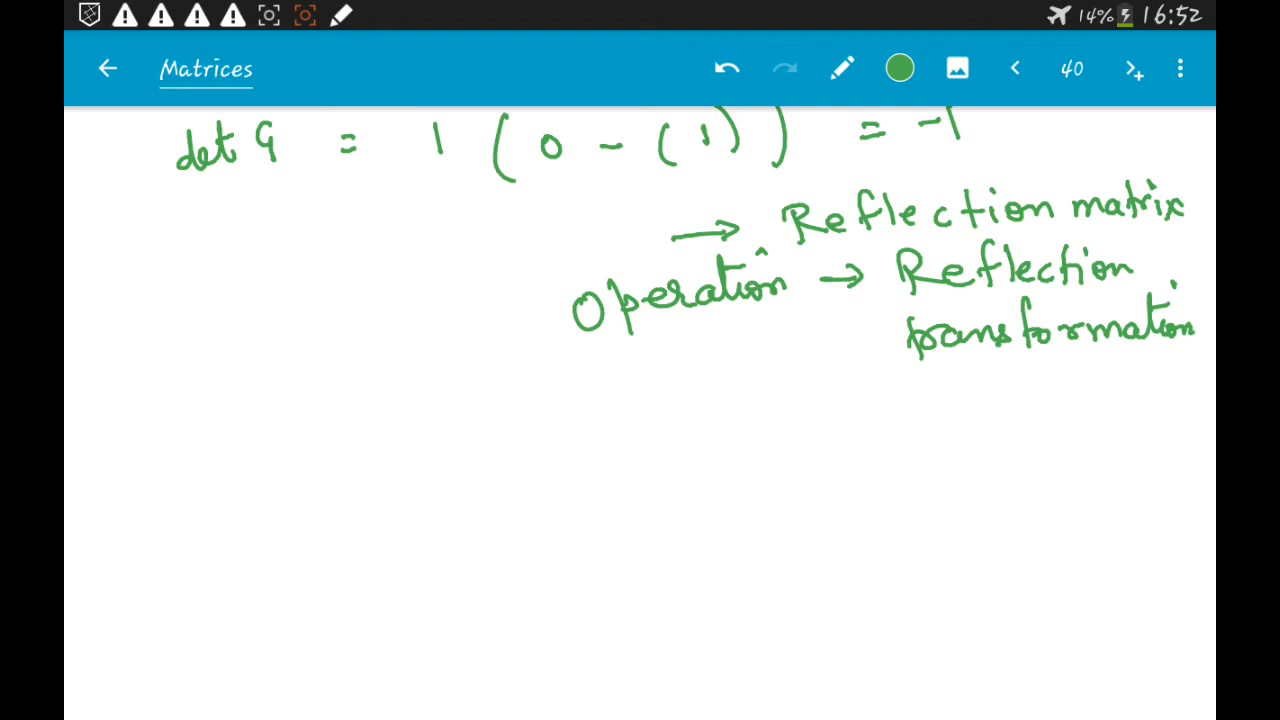 14% 16:52
Matrices 40
det G = 1 ( 0 - (1) ) = -1
→ Reflection matrix
Operation → Reflection
transformation